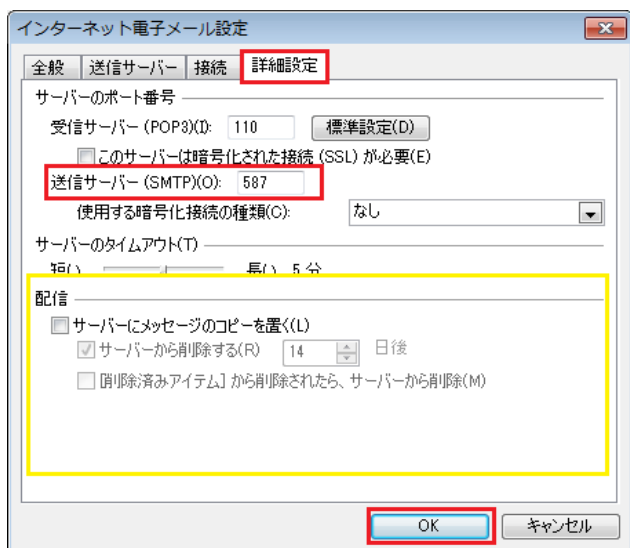 インターネット電子メール設定
全般 送信サーバー 接続 詳細設定
サーバーのポート番号
受信サーバー (POP3)(I): 110 標準設定(D)
このサーバーは暗号化された接続 (SSL) が必要(E)
送信サーバー (SMTP)(O): 587
使用する暗号化接続の種類(C): なし
サーバーのタイムアウト(T)
短() 長() 5 分
配信
サーバーにメッセージのコピーを置く(L)
サーバーから削除する(R) 14 日後
[削除済みアイテム] から削除されたら、サーバーから削除(M)
OK キャンセル